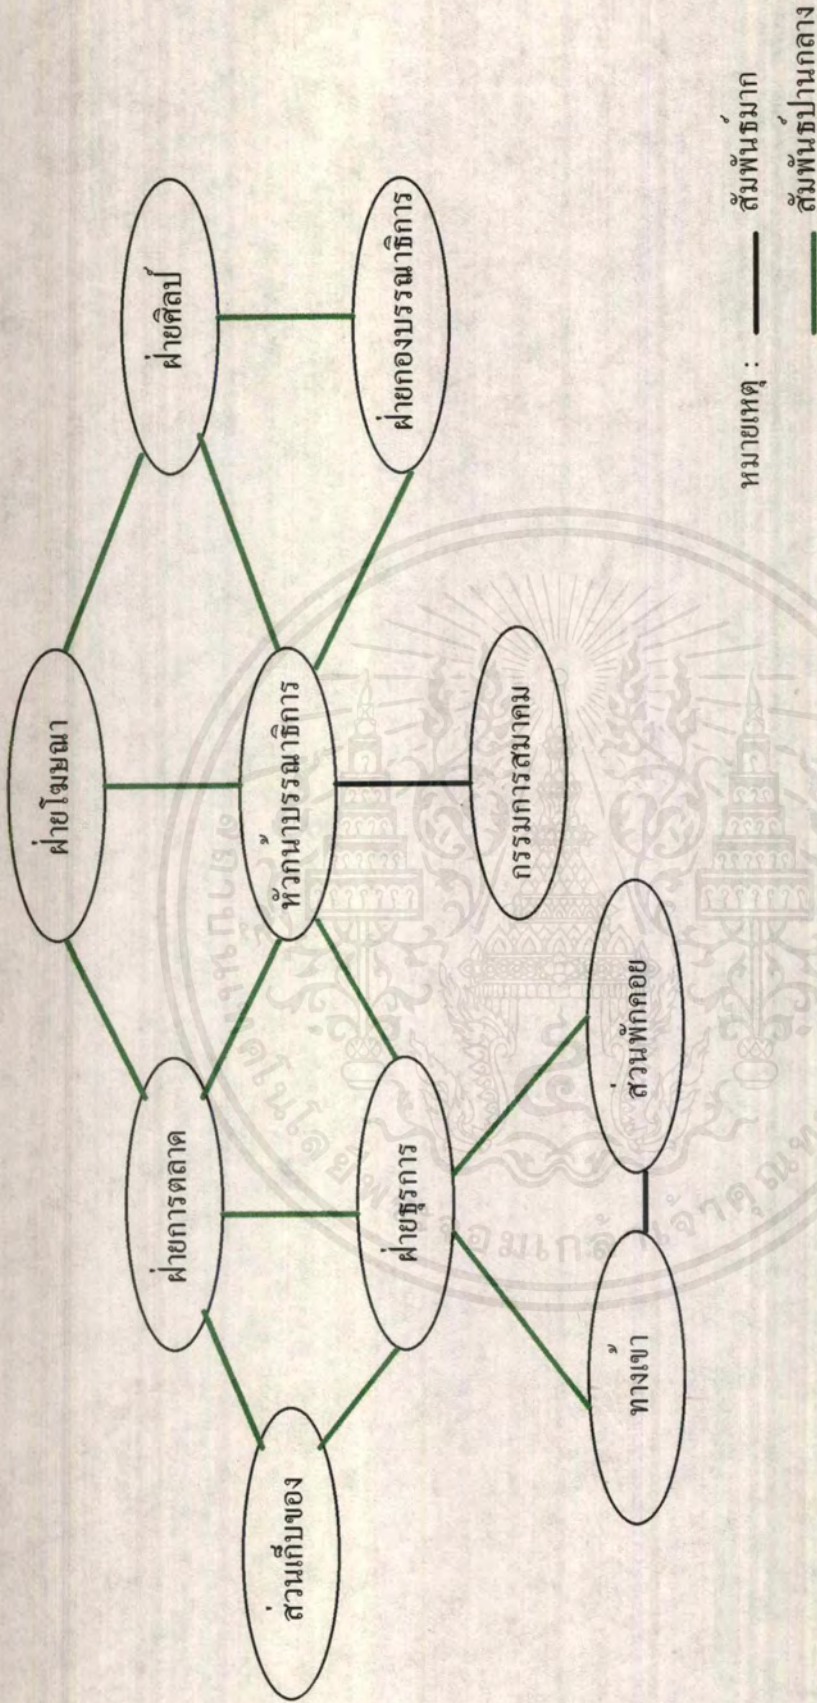 ฝ่ายโฆษณา
ฝ่ายการตลาด
ฝ่ายศิลป์
ส่วนเก็บของ
หัวกน้าบรรณาธิการ
ฝ่ายธุรการ
ฝ่ายกองบรรณาธิการ
กรรมการสมาคม
ทางเข้า
ส่วนพักคอย
หมายเหตุ : สัมพันธ์มาก
สัมพันธ์ปานกลาง